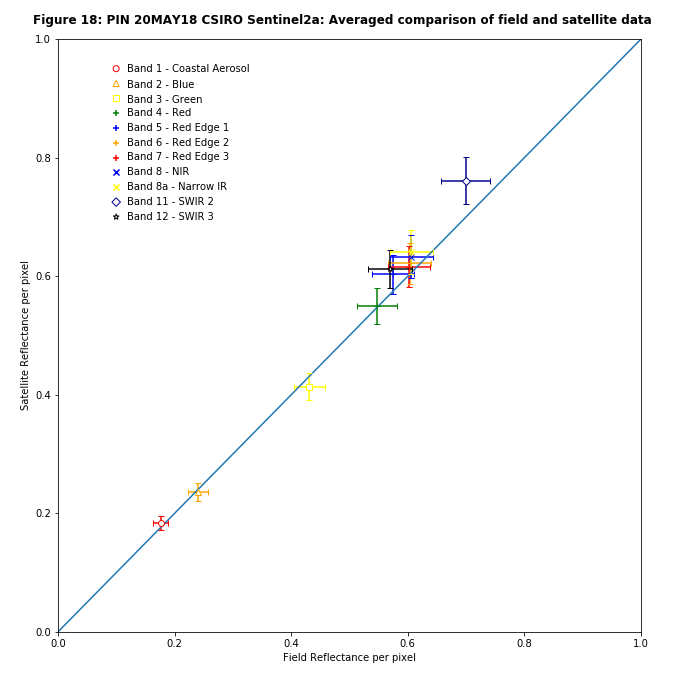 Figure 18: PIN 20MAY18 CSIRO Sentinel2a: Averaged comparison of field and satellite data
1.0
Band 1 - Coastal Aerosol
Band 2 - Blue
Band 3 - Green
Band 4 - Red
Band 5 - Red Edge 1
Band 6 - Red Edge 2
Band 7 - Red Edge 3
Band 8 - NIR
Band 8a - Narrow IR
Band 11 - SWIR 2
Band 12 - SWIR 3
0.8
0.6
0.4
0.2
0.0
Satellite Reflectance per pixel
0.0 0.2 0.4 0.6 0.8 1.0
Field Reflectance per pixel